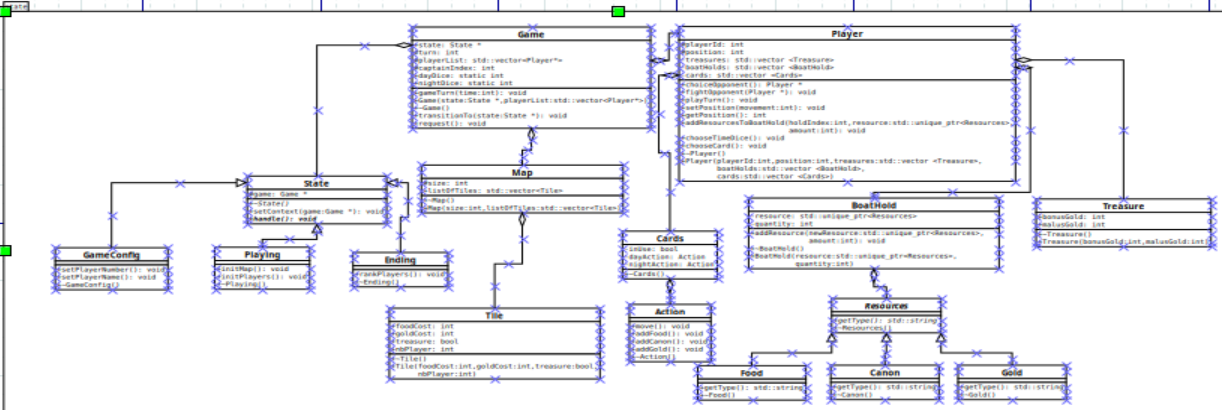 state
Game
state: State *
turn: int
playerList: std::vector<Player*>
captainIndex: int
dayDice: static int
nightDice: static int
gameTurn(time:int): void
Game(state:State *,playerList:std::vector<Player*>)
~Game()
transitionTo(state:State *): void
request(): void
Player
playerId: int
position: int
treasures: std::vector <Treasure>
boatHolds: std::vector <BoatHold>
cards: std::vector <Cards>
choiceOpponent(): Player *
fightOpponent(Player *): void
playTurn(): void
setPosition(movement:int): void
getPosition(): int
addResourcesToBoatHold(holdIndex:int,resource:std::unique_ptr<Resources>,
amount:int): void
chooseTimeDice(): void
chooseCard(): void
~Player()
Player(playerId:int,position:int,treasures:std::vector <Treasure>,
boatHolds:std::vector <BoatHold>,
cards:std::vector <Cards>)
State
game: Game *
~State()
setContext(game:Game *): void
handle(): void
Map
size: int
listOfTiles: std::vector<Tile>
~Map()
Map(size:int,listOfTiles:std::vector<Tile>)
BoatHold
resource: std::unique_ptr<Resources>
quantity: int
addResource(newResource:std::unique_ptr<Resources>,
amount:int): void
~BoatHold()
BoatHold(resource:std::unique_ptr<Resources>,
quantity:int)
Treasure
bonusGold: int
malusGold: int
~Treasure()
Treasure(bonusGold:int,malusGold:int)
Cards
inUse: bool
dayAction: Action
nightAction: Action
~Cards()
GameConfig
setPlayerNumber(): void
setPlayerName(): void
~GameConfig()
Playing
initMap(): void
initPlayers(): void
~Playing()
Ending
rankPlayers(): void
~Ending()
Tile
foodCost: int
goldCost: int
treasure: bool
nbPlayer: int
~Tile()
Tile(foodCost:int,goldCost:int,treasure:bool,
nbPlayer:int)
Action
move(): void
addFood(): void
addCanon(): void
addGold(): void
~Action()
Resources
getType(): std::string
~Resources()
Food
getType(): std::string
~Food()
Canon
getType(): std::string
~Canon()
Gold
getType(): std::string
~Gold()